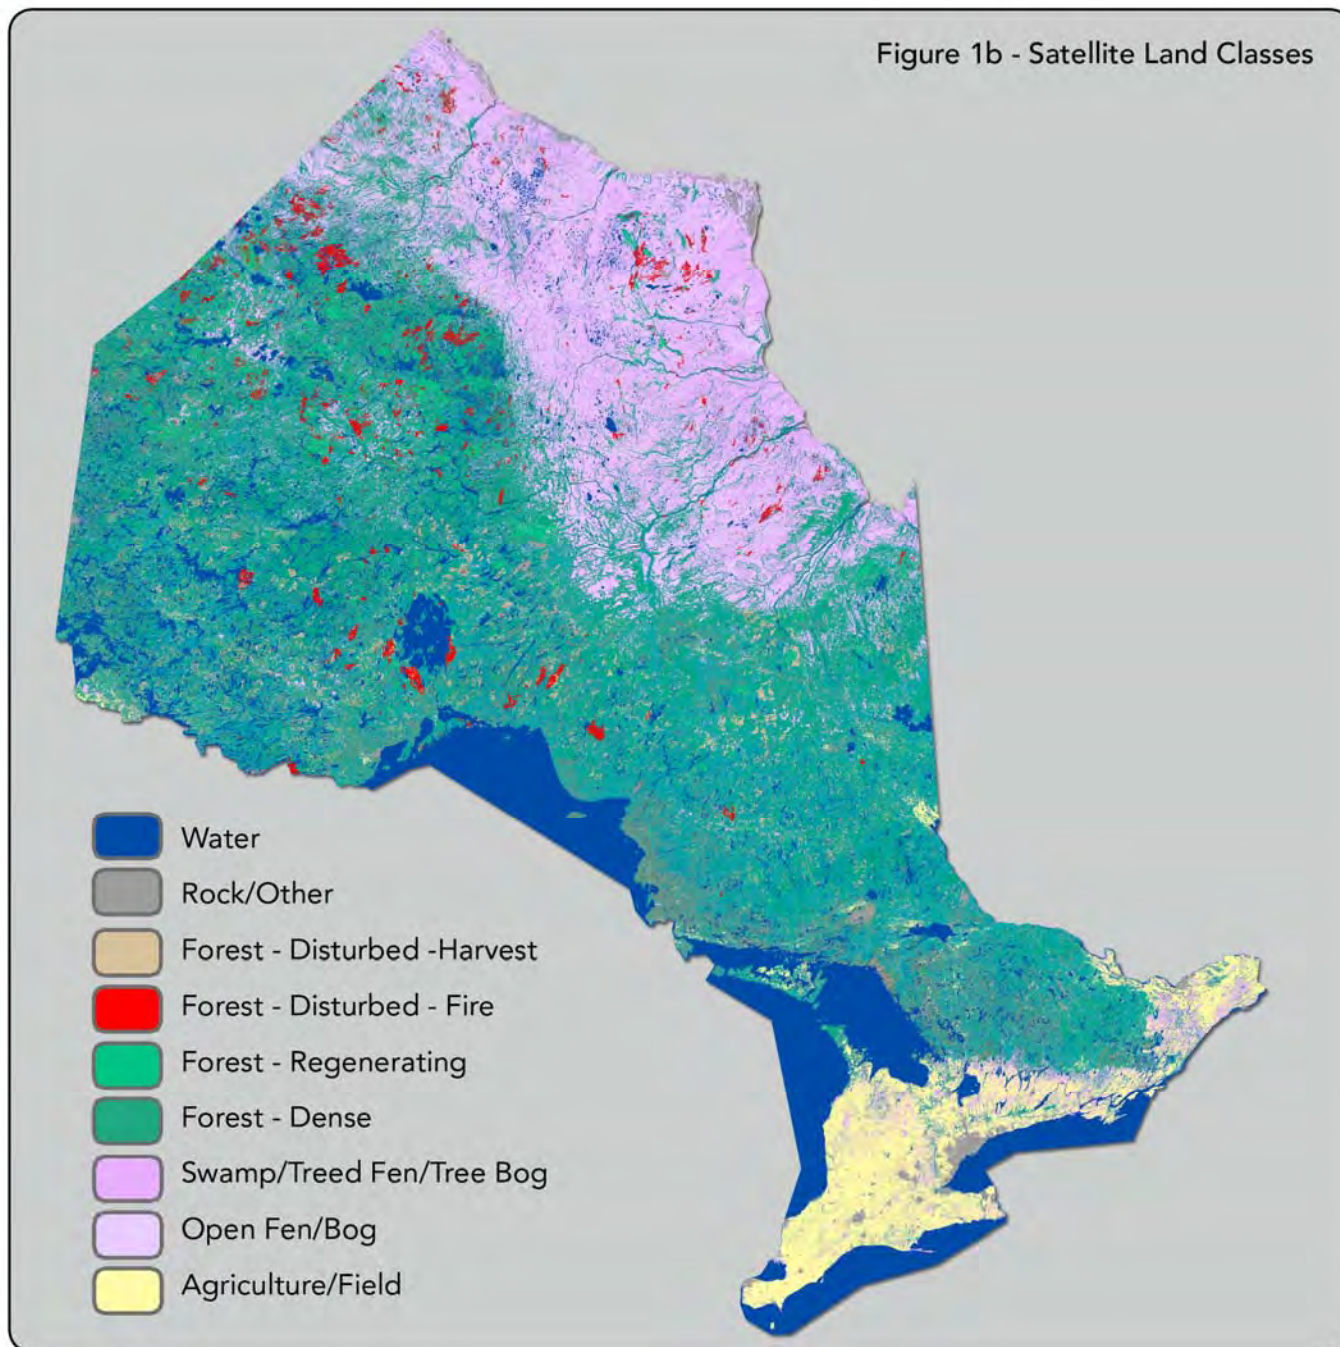 Figure 1b - Satellite Land Classes
Water
Rock/Other
Forest - Disturbed -Harvest
Forest - Disturbed - Fire
Forest - Regenerating
Forest - Dense
Swamp/Treed Fen/Tree Bog
Open Fen/Bog
Agriculture/Field